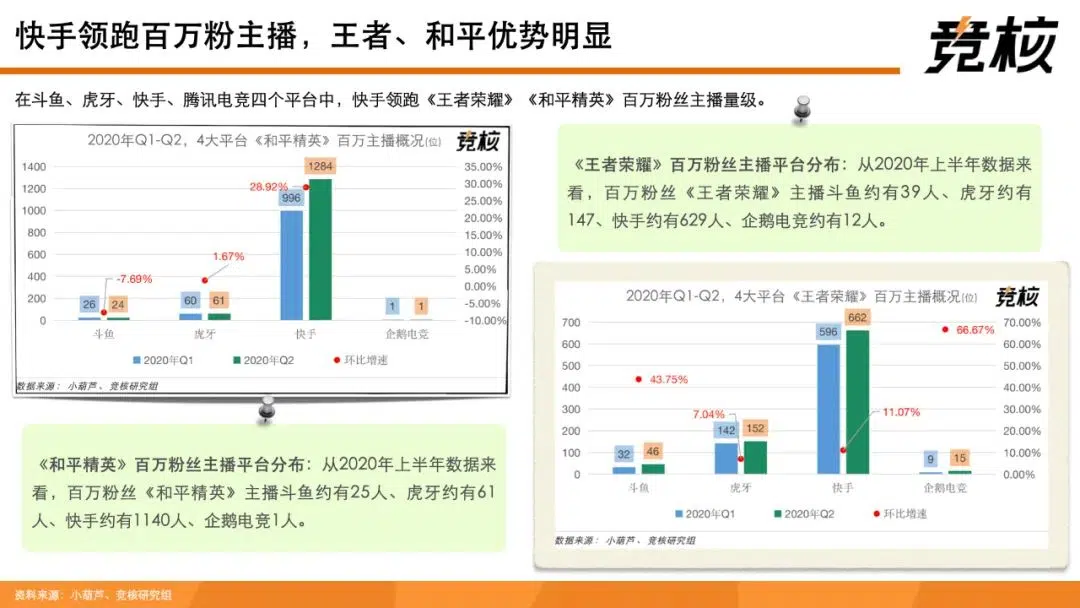 快手领跑百万粉主播，王者、和平优势明显
竞核
在斗鱼、虎牙、快手、腾讯电竞四个平台中，快手领跑《王者荣耀》《和平精英》百万粉丝主播量级。
2020年Q1-Q2，4大平台《和平精英》百万主播概况(位)
竞核
1400
1200
1000
800
600
400
200
0
35.00%
30.00%
25.00%
20.00%
15.00%
10.00%
5.00%
0.00%
-5.00%
-10.00%
26
24
-7.69%
60
61
1.67%
996
1284
28.92%
1
1
斗鱼
虎牙
快手
企鹅电竞
2020年Q1
2020年Q2
环比增速
数据来源：小葫芦、竞核研究组
《王者荣耀》百万粉丝主播平台分布：从2020年上半年数据来
看，百万粉丝《王者荣耀》主播斗鱼约有39人、虎牙约有
147、快手约有629人、企鹅电竞约有12人。
2020年Q1-Q2，4大平台《王者荣耀》百万主播概况(位)
竞核
700
600
500
400
300
200
100
0
70.00%
60.00%
50.00%
40.00%
30.00%
20.00%
10.00%
0.00%
32
46
43.75%
142
152
7.04%
596
662
11.07%
9
15
66.67%
斗鱼
虎牙
快手
企鹅电竞
2020年Q1
2020年Q2
环比增速
数据来源：小葫芦、竞核研究组
《和平精英》百万粉丝主播平台分布：从2020年上半年数据来
看，百万粉丝《和平精英》主播斗鱼约有25人、虎牙约有61
人、快手约有1140人、企鹅电竞1人。
资料来源：小葫芦、竞核研究组